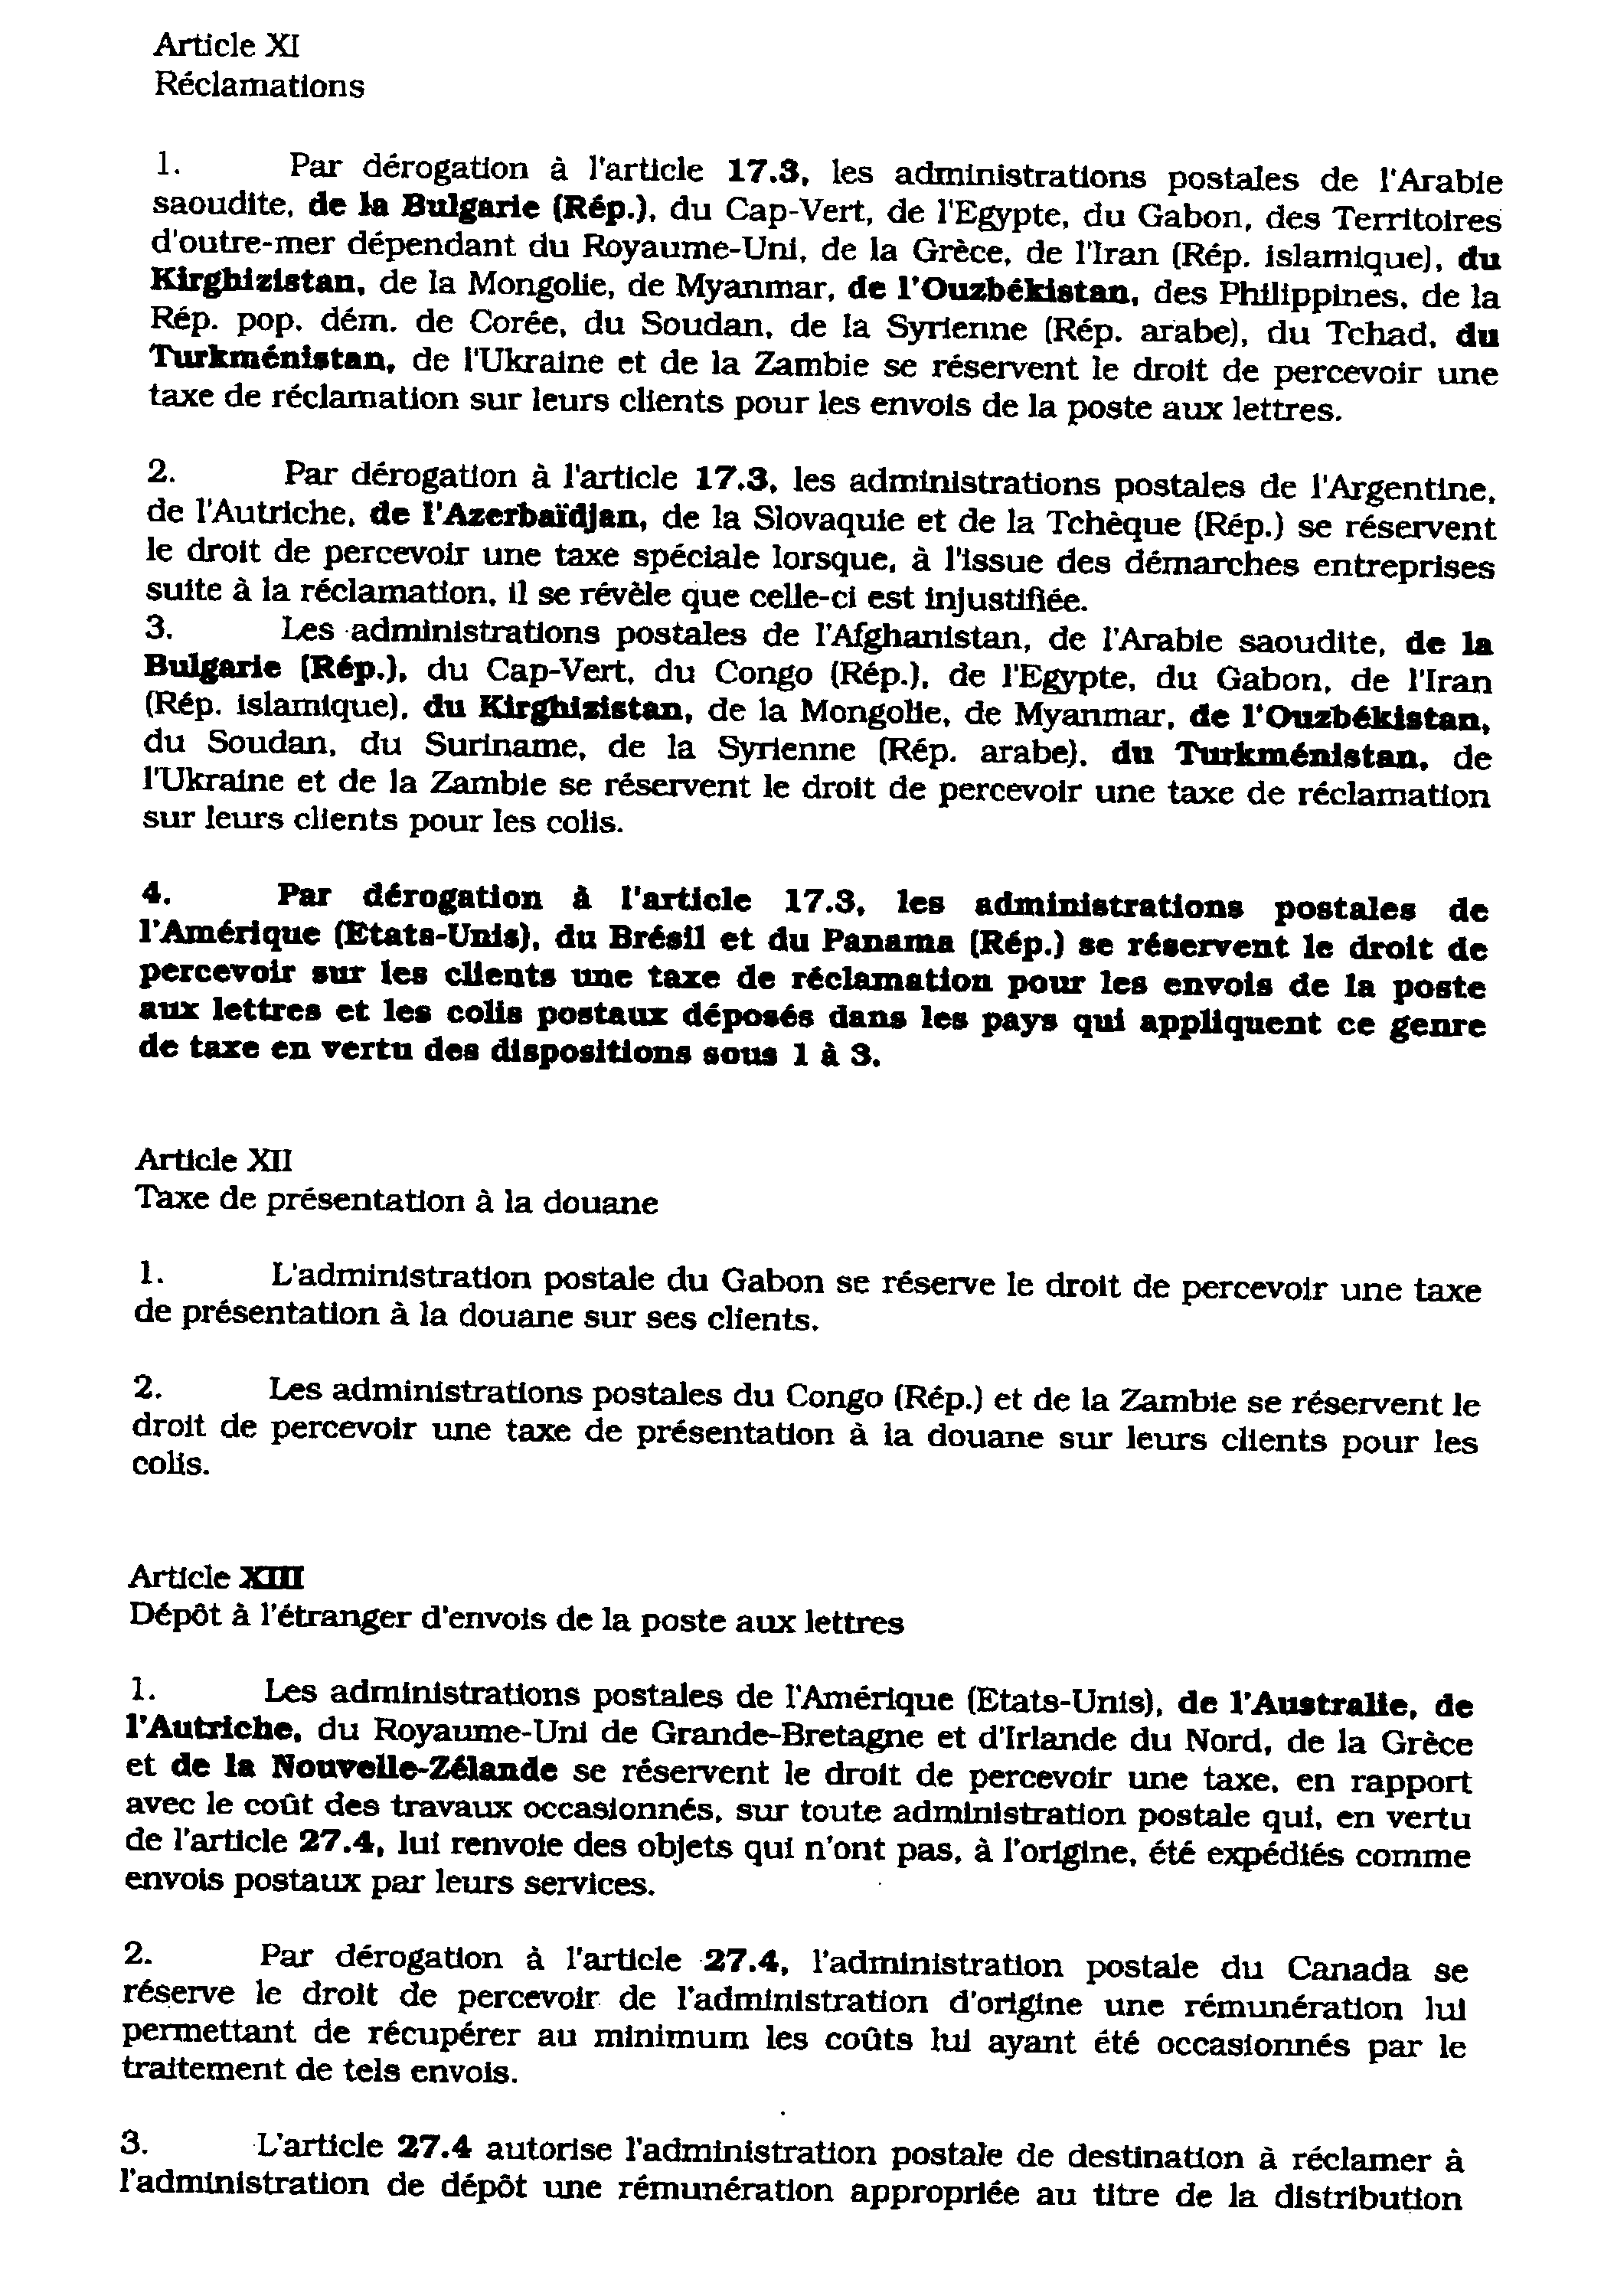 Article XI
Réclamations
1. Par dérogation à l'article 17.3, les administrations postales de l'Arabie
saoudite, de la Bulgarie (Rép.), du Cap-Vert, de l'Egypte, du Gabon, des Territoires
d'outre-mer dépendant du Royaume-Uni, de la Grèce, de l'Iran (Rép. islamique), du
Kirghizistan, de la Mongolie, de Myanmar, de l'Ouzbékistan, des Philippines, de la
Rép. pop. dém. de Corée, du Soudan, de la Syrienne (Rép. arabe), du Tchad, du
Turkménistan, de l'Ukraine et de la Zambie se réservent le droit de percevoir une
taxe de réclamation sur leurs clients pour les envois de la poste aux lettres.
2. Par dérogation à l'article 17.3, les administrations postales de l'Argentine,
de l'Autriche, de l'Azerbaïdjan, de la Slovaquie et de la Tchèque (Rép.) se réservent
le droit de percevoir une taxe spéciale lorsque, à l'issue des démarches entreprises
suite à la réclamation, il se révèle que celle-ci est injustifiée.
3. Les administrations postales de l'Afghanistan, de l'Arabie saoudite, de la
Bulgarie (Rép.), du Cap-Vert, du Congo (Rép.), de l'Egypte, du Gabon, de l'Iran
(Rép. islamique), du Kirghizistan, de la Mongolie, de Myanmar, de l'Ouzbékistan,
du Soudan, du Suriname, de la Syrienne (Rép. arabe), du Turkménistan, de
l'Ukraine et de la Zambie se réservent le droit de percevoir une taxe de réclamation
sur leurs clients pour les colis.
4. Par dérogation à l'article 17.3, les administrations postales de
l'Amérique (Etats-Unis), du Brésil et du Panama (Rép.) se réservent le droit de
percevoir sur les clients une taxe de réclamation pour les envois de la poste
aux lettres et les colis postaux déposés dans les pays qui appliquent ce genre
de taxe en vertu des dispositions sous 1 à 3.
Article XII
Taxe de présentation à la douane
1. L'administration postale du Gabon se réserve le droit de percevoir une taxe
de présentation à la douane sur ses clients.
2. Les administrations postales du Congo (Rép.) et de la Zambie se réservent le
droit de percevoir une taxe de présentation à la douane sur leurs clients pour les
colis.
Article XIII
Dépôt à l'étranger d'envois de la poste aux lettres
1. Les administrations postales de l'Amérique (Etats-Unis), de l'Australie, de
l'Autriche, du Royaume-Uni de Grande-Bretagne et d'Irlande du Nord, de la Grèce
et de la Nouvelle-Zélande se réservent le droit de percevoir une taxe, en rapport
avec le coût des travaux occasionnés, sur toute administration postale qui, en vertu
de l'article 27.4, lui renvoie des objets qui n'ont pas, à l'origine, été expédiés comme
envois postaux par leurs services.
2. Par dérogation à l'article 27.4, l'administration postale du Canada se
réserve le droit de percevoir de l'administration d'origine une rémunération lui
permettant de récupérer au minimum les coûts lui ayant été occasionnés par le
traitement de tels envois.
3. L'article 27.4 autorise l'administration postale de destination à réclamer à
l'administration de dépôt une rémunération appropriée au titre de la distribution